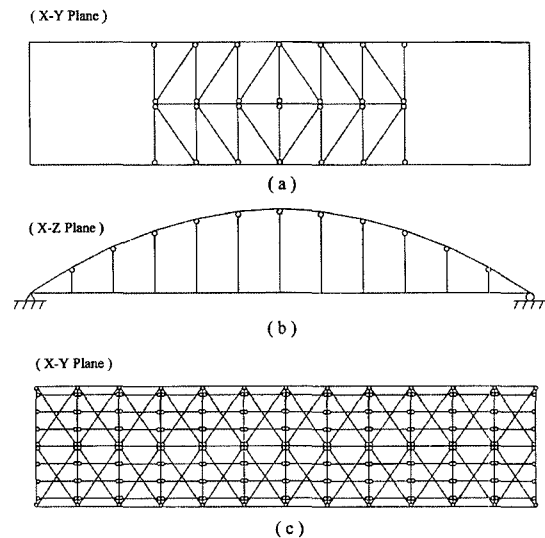 ( X-Y Plane )
( a )
( X-Z Plane )
( b )
( X-Y Plane )
( c )